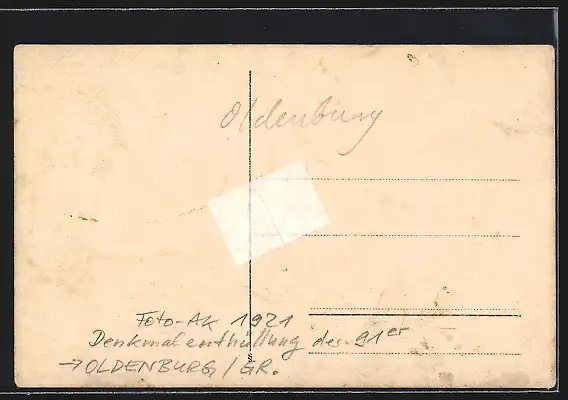 Oldenburg
Foto-AK 1921
Denkmalenthüllung des 91er
→ OLDENBURG / GR.